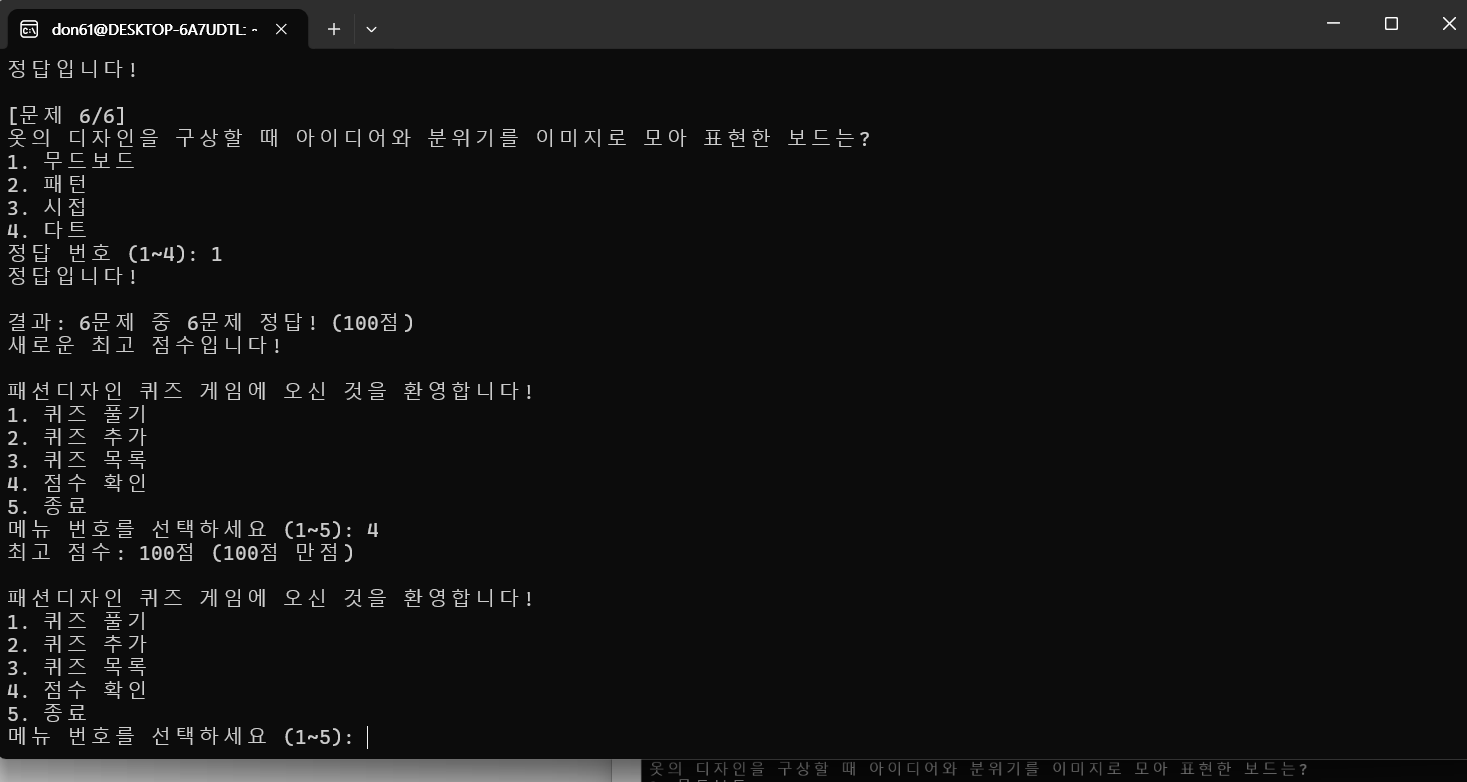 don61@DESKTOP-6A7UDTL: ~
정답입니다!
[문제 6/6]
옷의 디자인을 구상할 때 아이디어와 분위기를 이미지로 모아 표현한 보드는?
1. 무드보드
2. 패턴
3. 시접
4. 다트
정답 번호 (1~4): 1
정답입니다!
결과: 6문제 중 6문제 정답! (100점)
새로운 최고 점수입니다!
패션디자인 퀴즈 게임에 오신 것을 환영합니다!
1. 퀴즈 풀기
2. 퀴즈 추가
3. 퀴즈 목록
4. 점수 확인
5. 종료
메뉴 번호를 선택하세요 (1~5): 4
최고 점수: 100점 (100점 만점)
패션디자인 퀴즈 게임에 오신 것을 환영합니다!
1. 퀴즈 풀기
2. 퀴즈 추가
3. 퀴즈 목록
4. 점수 확인
5. 종료
메뉴 번호를 선택하세요 (1~5):
옷의 디자인을 구상할 때 아이디어와 분위기를 이미지로 모아 표현한 보드는?